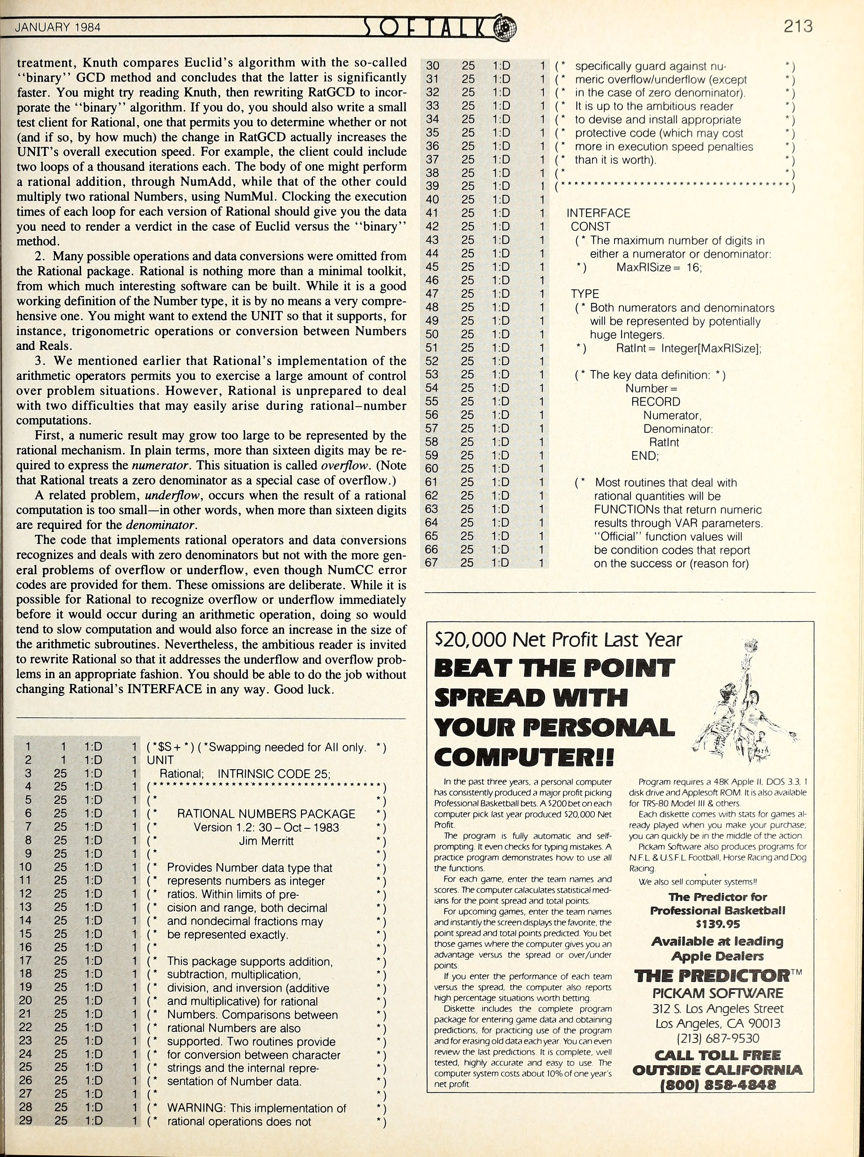 JANUARY 1984
SOFTALK
213
treatment, Knuth compares Euclid's algorithm with the so-called
"binary" GCD method and concludes that the latter is significantly
faster. You might try reading Knuth, then rewriting RatGCD to incor-
porate the "binary" algorithm. If you do, you should also write a small
test client for Rational, one that permits you to determine whether or not
(and if so, by how much) the change in RatGCD actually increases the
UNIT's overall execution speed. For example, the client could include
two loops of a thousand iterations each. The body of one might perform
a rational addition, through NumAdd, while that of the other could
multiply two rational Numbers, using NumMul. Clocking the execution
times of each loop for each version of Rational should give you the data
you need to render a verdict in the case of Euclid versus the "binary"
method.
2. Many possible operations and data conversions were omitted from
the Rational package. Rational is nothing more than a minimal toolkit,
from which much interesting software can be built. While it is a good
working definition of the Number type, it is by no means a very compre-
hensive one. You might want to extend the UNIT so that it supports, for
instance, trigonometric operations or conversion between Numbers
and Reals.
3. We mentioned earlier that Rational's implementation of the
arithmetic operators permits you to exercise a large amount of control
over problem situations. However, Rational is unprepared to deal
with two difficulties that may easily arise during rational–number
computations.
First, a numeric result may grow too large to be represented by the
rational mechanism. In plain terms, more than sixteen digits may be re-
quired to express the numerator. This situation is called overflow. (Note
that Rational treats a zero denominator as a special case of overflow.)
A related problem, underflow, occurs when the result of a rational
computation is too small—in other words, when more than sixteen digits
are required for the denominator.
The code that implements rational operators and data conversions
recognizes and deals with zero denominators but not with the more gen-
eral problems of overflow or underflow, even though NumCC error
codes are provided for them. These omissions are deliberate. While it is
possible for Rational to recognize overflow or underflow immediately
before it would occur during an arithmetic operation, doing so would
tend to slow computation and would also force an increase in the size of
the arithmetic subroutines. Nevertheless, the ambitious reader is invited
to rewrite Rational so that it addresses the underflow and overflow prob-
lems in an appropriate fashion. You should be able to do the job without
changing Rational's INTERFACE in any way. Good luck.
1 1 1:D 1 (*$S+*) (*Swapping needed for All only. *)
2 1 1:D 1 UNIT
3 25 1:D 1 Rational; INTRINSIC CODE 25;
4 25 1:D 1 (**********************************)
5 25 1:D 1 (* *)
6 25 1:D 1 (* RATIONAL NUMBERS PACKAGE *)
7 25 1:D 1 (* Version 1.2: 30–Oct–1983 *)
8 25 1:D 1 (* Jim Merritt *)
9 25 1:D 1 (* *)
10 25 1:D 1 (* Provides Number data type that *)
11 25 1:D 1 (* represents numbers as integer *)
12 25 1:D 1 (* ratios. Within limits of pre- *)
13 25 1:D 1 (* cision and range, both decimal *)
14 25 1:D 1 (* and nondecimal fractions may *)
15 25 1:D 1 (* be represented exactly. *)
16 25 1:D 1 (* *)
17 25 1:D 1 (* This package supports addition, *)
18 25 1:D 1 (* subtraction, multiplication, *)
19 25 1:D 1 (* division, and inversion (additive *)
20 25 1:D 1 (* and multiplicative) for rational *)
21 25 1:D 1 (* Numbers. Comparisons between *)
22 25 1:D 1 (* rational Numbers are also *)
23 25 1:D 1 (* supported. Two routines provide *)
24 25 1:D 1 (* for conversion between character *)
25 25 1:D 1 (* strings and the internal repre- *)
26 25 1:D 1 (* sentation of Number data. *)
27 25 1:D 1 (* *)
28 25 1:D 1 (* WARNING: This implementation of *)
29 25 1:D 1 (* rational operations does not *)
30 25 1:D 1 (* specifically guard against nu- *)
31 25 1:D 1 (* meric overflow/underflow (except *)
32 25 1:D 1 (* in the case of zero denominator). *)
33 25 1:D 1 (* It is up to the ambitious reader *)
34 25 1:D 1 (* to devise and install appropriate *)
35 25 1:D 1 (* protective code (which may cost *)
36 25 1:D 1 (* more in execution speed penalties *)
37 25 1:D 1 (* than it is worth). *)
38 25 1:D 1 (* *)
39 25 1:D 1 (**********************************)
40 25 1:D 1
41 25 1:D 1 INTERFACE
42 25 1:D 1 CONST
43 25 1:D 1 (* The maximum number of digits in
44 25 1:D 1 either a numerator or denominator:
45 25 1:D 1 *) MaxRISize = 16;
46 25 1:D 1
47 25 1:D 1 TYPE
48 25 1:D 1 (* Both numerators and denominators
49 25 1:D 1 will be represented by potentially
50 25 1:D 1 huge Integers.
51 25 1:D 1 *) RatInt = Integer[MaxRISize];
52 25 1:D 1
53 25 1:D 1 (* The key data definition: *)
54 25 1:D 1 Number =
55 25 1:D 1 RECORD
56 25 1:D 1 Numerator,
57 25 1:D 1 Denominator:
58 25 1:D 1 RatInt
59 25 1:D 1 END;
60 25 1:D 1
61 25 1:D 1 (* Most routines that deal with
62 25 1:D 1 rational quantities will be
63 25 1:D 1 FUNCTIONs that return numeric
64 25 1:D 1 results through VAR parameters.
65 25 1:D 1 "Official" function values will
66 25 1:D 1 be condition codes that report
67 25 1:D 1 on the success or (reason for)
$20,000 Net Profit Last Year
BEAT THE POINT
SPREAD WITH
YOUR PERSONAL
COMPUTER!!
In the past three years, a personal computer
has consistently produced a major profit picking
Professional Basketball bets. A $200 bet on each
computer pick last year produced $20,000 Net
Profit.
The program is fully automatic and self-
prompting. It even checks for typing mistakes. A
practice program demonstrates how to use all
the functions.
For each game, enter the team names and
scores. The computer calaculates statistical med-
ians for the point spread and total points.
For upcoming games, enter the team names
and instantly the screen displays the favorite, the
point spread and total points predicted. You bet
those games where the computer gives you an
advantage versus the spread or over/under
points.
If you enter the performance of each team
versus the spread, the computer also reports
high percentage situations worth betting.
Diskette includes the complete program
package for entering game data and obtaining
predictions, for practicing use of the program
and for erasing old data each year. You can even
review the last predictions. It is complete, well
tested, highly accurate and easy to use. The
computer system costs about 10% of one year's
net profit.
Program requires a 48K Apple II, DOS 3.3, 1
disk drive and Applesoft ROM. It is also available
for TRS-80 Model III & others.
Each diskette comes with stats for games al-
ready played when you make your purchase;
you can quickly be in the middle of the action.
Pickam Software also produces programs for
N.F.L. & U.S.F.L. Football, Horse Racing and Dog
Racing.
We also sell computer systems!!
The Predictor for
Professional Basketball
$139.95
Available at leading
Apple Dealers
THE PREDICTOR™
PICKAM SOFTWARE
312 S. Los Angeles Street
Los Angeles, CA 90013
(213) 687-9530
CALL TOLL FREE
OUTSIDE CALIFORNIA
(800) 858-4848